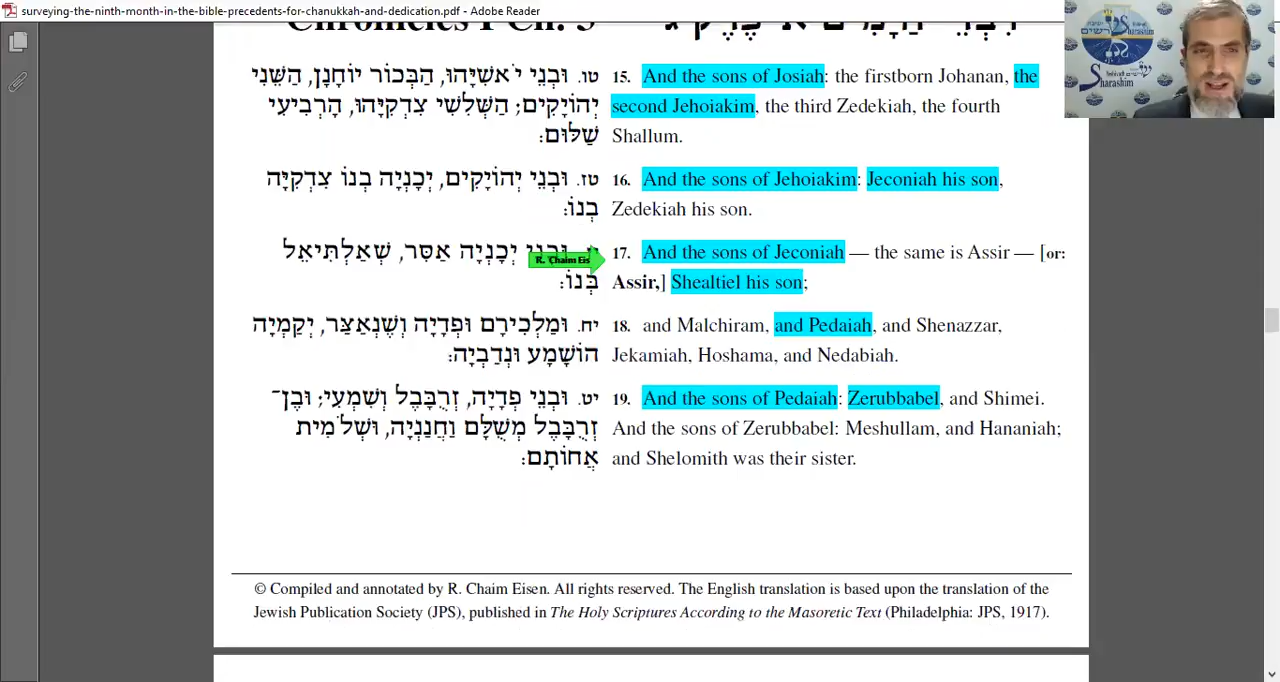 surveying-the-ninth-month-in-the-bible-precedents-for-chanukkah-and-dedication.pdf - Adobe Reader
Chronicles I Ch. 3
דִּבְרֵי הַיָּמִים א פֶּרֶק ג
טו. וּבְנֵי יֹאשִׁיָּהוּ, הַבְּכוֹר יוֹחָנָן, הַשֵּׁנִי
יְהוֹיָקִים; הַשְּׁלִשִׁי צִדְקִיָּהוּ, הָרְבִיעִי
שַׁלּוּם:
15. And the sons of Josiah: the firstborn Johanan, the
second Jehoiakim, the third Zedekiah, the fourth
Shallum.
טז. וּבְנֵי יְהוֹיָקִים, יְכָנְיָה בְנוֹ צִדְקִיָּה
בְנוֹ:
16. And the sons of Jehoiakim: Jeconiah his son,
Zedekiah his son.
וּבְנֵי יְכָנְיָה אַסִּר, שְׁאַלְתִּיאֵל
בְּנוֹ:
R. Chaim Eis
17. And the sons of Jeconiah — the same is Assir — [or:
Assir,] Shealtiel his son;
יח. וּמַלְכִּירָם וּפְדָיָה וְשֶׁנְאַצַּר, יְקַמְיָה
הוֹשָׁמָע וּנְדַבְיָה:
18. and Malchiram, and Pedaiah, and Shenazzar,
Jekamiah, Hoshama, and Nedabiah.
יט. וּבְנֵי פְדָיָה, זְרֻבָּבֶל וְשִׁמְעִי; וּבֶן־
זְרֻבָּבֶל מְשֻׁלָּם וַחֲנַנְיָה, וּשְׁלֹמִית
אֲחוֹתָם:
19. And the sons of Pedaiah: Zerubbabel, and Shimei.
And the sons of Zerubbabel: Meshullam, and Hananiah;
and Shelomith was their sister.
© Compiled and annotated by R. Chaim Eisen. All rights reserved. The English translation is based upon the translation of the
Jewish Publication Society (JPS), published in The Holy Scriptures According to the Masoretic Text (Philadelphia: JPS, 1917).